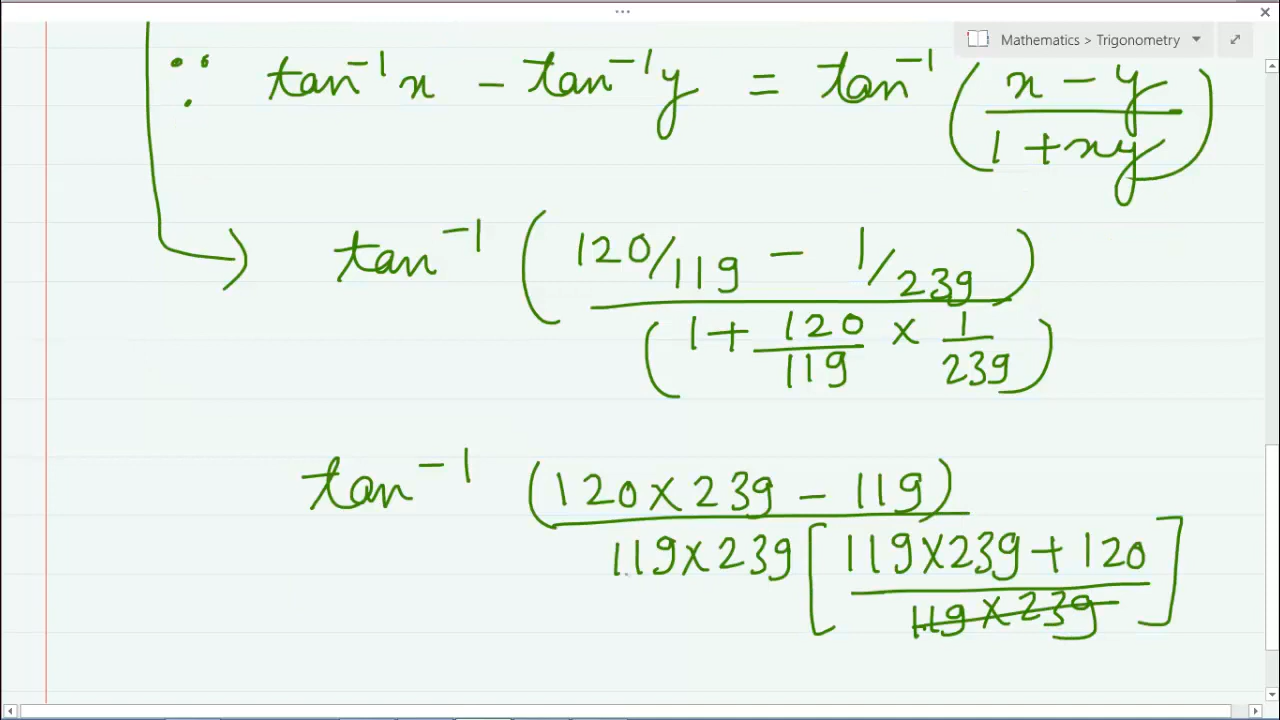 Mathematics > Trigonometry
∵ tan⁻¹x − tan⁻¹y = tan⁻¹ ( (x − y) / (1 + xy) )
tan⁻¹ ( (120/119 − 1/239) / (1 + 120/119 × 1/239) )
tan⁻¹ (120×239 − 119) / 119×239 [ (119×239 + 120) / 119×239 ]